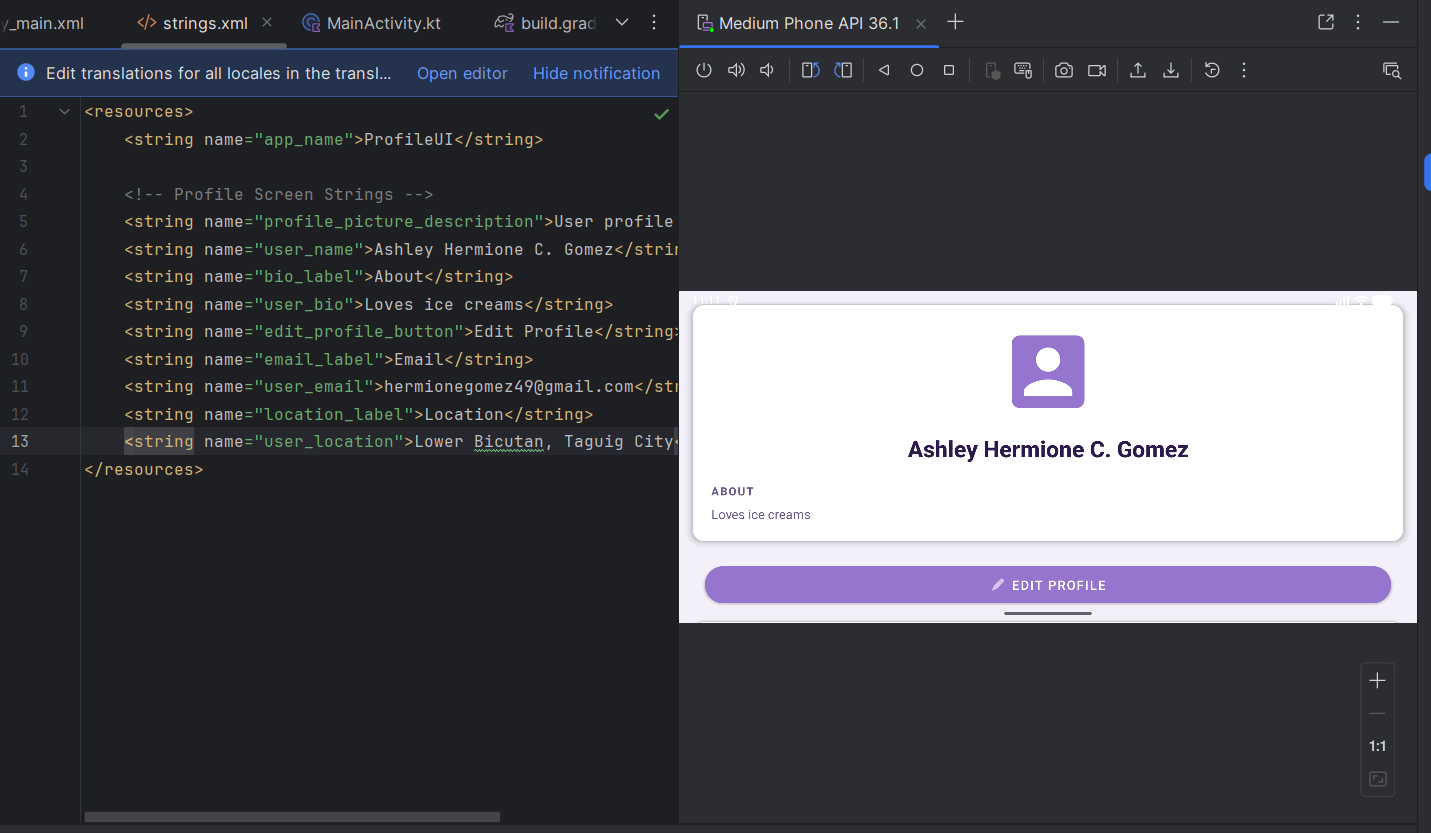 y_main.xml
strings.xml
MainActivity.kt
build.grad
Medium Phone API 36.1
Edit translations for all locales in the transl...
Open editor
Hide notification
1 <resources>
2 <string name="app_name">ProfileUI</string>
3
4 <!-- Profile Screen Strings -->
5 <string name="profile_picture_description">User profile
6 <string name="user_name">Ashley Hermione C. Gomez</strin
7 <string name="bio_label">About</string>
8 <string name="user_bio">Loves ice creams</string>
9 <string name="edit_profile_button">Edit Profile</string>
10 <string name="email_label">Email</string>
11 <string name="user_email">hermionegomez49@gmail.com</str
12 <string name="location_label">Location</string>
13 <string name="user_location">Lower Bicutan, Taguig City<
14 </resources>
11:11
Ashley Hermione C. Gomez
ABOUT
Loves ice creams
EDIT PROFILE
1:1